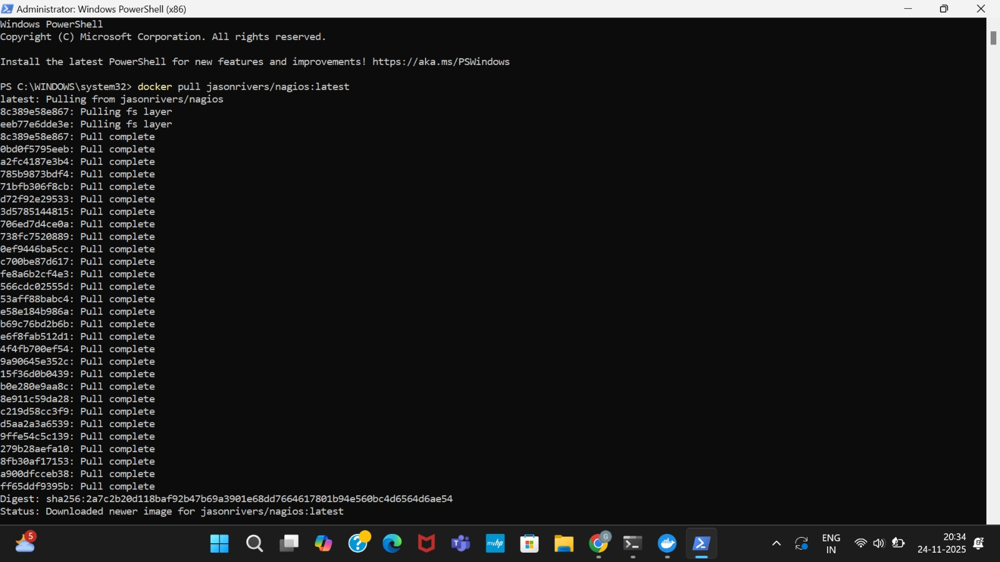 Administrator: Windows PowerShell (x86)
Windows PowerShell
Copyright (C) Microsoft Corporation. All rights reserved.
Install the latest PowerShell for new features and improvements! https://aka.ms/PSWindows
PS C:\WINDOWS\system32> docker pull jasonrivers/nagios:latest
latest: Pulling from jasonrivers/nagios
8c389e58e867: Pulling fs layer
eeb77e6dde3e: Pulling fs layer
8c389e58e867: Pull complete
0bd0f5795eeb: Pull complete
a2fc4187e3b4: Pull complete
785b9873bdf4: Pull complete
71bfb306f8cb: Pull complete
d72f92e29533: Pull complete
3d5785144815: Pull complete
706ed7d4ce0a: Pull complete
738fc7520889: Pull complete
0ef9446ba5cc: Pull complete
c700be87d617: Pull complete
fe8a6b2cf4e3: Pull complete
566cdc02555d: Pull complete
53aff88babc4: Pull complete
e58e184b986a: Pull complete
b69c76bd2b6b: Pull complete
e6f8fab512d1: Pull complete
4f4fb700ef54: Pull complete
9a90645e352c: Pull complete
15f36d0b0439: Pull complete
b0e280e9aa8c: Pull complete
8e911c59da28: Pull complete
c219d58cc3f9: Pull complete
d5aa2a3a6539: Pull complete
9ffe54c5c139: Pull complete
279b28aefa10: Pull complete
8fb30af17153: Pull complete
a900dfcceb38: Pull complete
ff65ddf9395b: Pull complete
Digest: sha256:2a7c2b20d118baf92b47b69a3901e68dd7664617801b94e560bc4d6564d6ae54
Status: Downloaded newer image for jasonrivers/nagios:latest
5
myhp
G
ENG
IN
20:34
24-11-2025